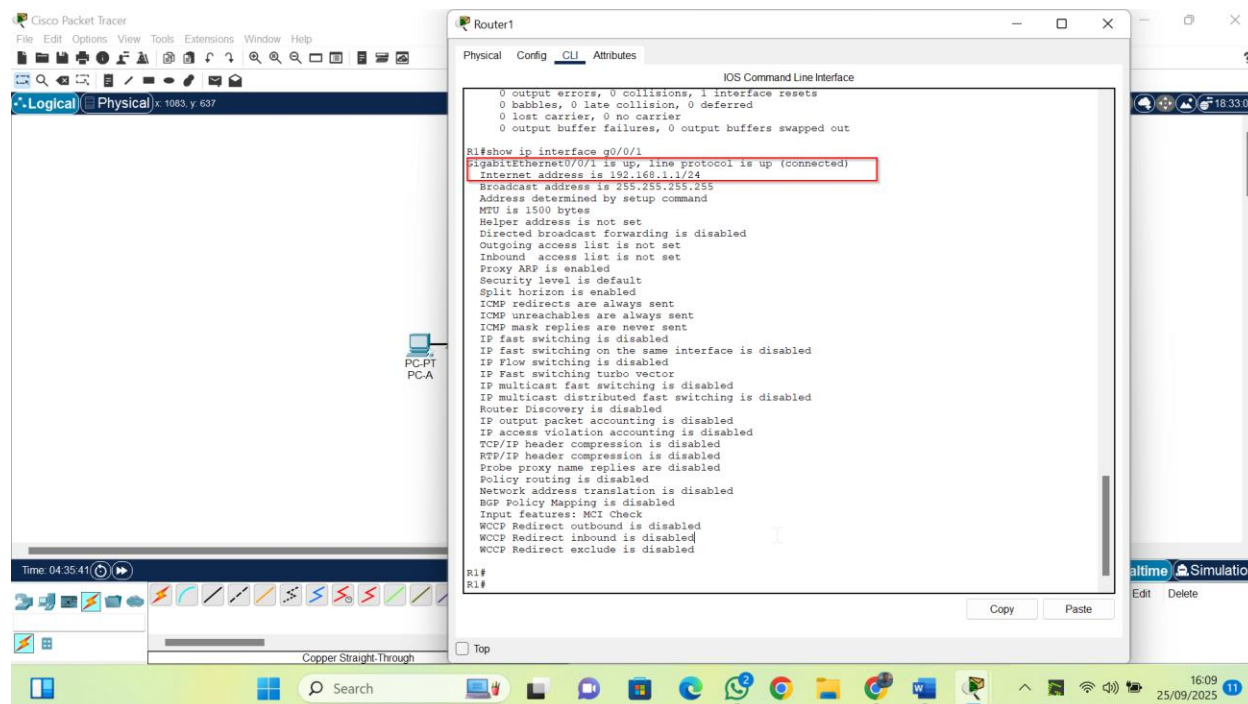 Cisco Packet Tracer
File Edit Options View Tools Extensions Window Help
Logical Physical x: 1083, y: 637
18:33:0
PC-PT
PC-A
Router1
Physical Config CLI Attributes
IOS Command Line Interface
0 output errors, 0 collisions, 1 interface resets
0 babbles, 0 late collision, 0 deferred
0 lost carrier, 0 no carrier
0 output buffer failures, 0 output buffers swapped out
R1#show ip interface g0/0/1
GigabitEthernet0/0/1 is up, line protocol is up (connected)
Internet address is 192.168.1.1/24
Broadcast address is 255.255.255.255
Address determined by setup command
MTU is 1500 bytes
Helper address is not set
Directed broadcast forwarding is disabled
Outgoing access list is not set
Inbound  access list is not set
Proxy ARP is enabled
Security level is default
Split horizon is enabled
ICMP redirects are always sent
ICMP unreachables are always sent
ICMP mask replies are never sent
IP fast switching is disabled
IP fast switching on the same interface is disabled
IP Flow switching is disabled
IP Fast switching turbo vector
IP multicast fast switching is disabled
IP multicast distributed fast switching is disabled
Router Discovery is disabled
IP output packet accounting is disabled
IP access violation accounting is disabled
TCP/IP header compression is disabled
RTP/IP header compression is disabled
Probe proxy name replies are disabled
Policy routing is disabled
Network address translation is disabled
BGP Policy Mapping is disabled
Input features: MCI Check
WCCP Redirect outbound is disabled
WCCP Redirect inbound is disabled
WCCP Redirect exclude is disabled
R1#
R1#
Copy Paste
Top
Time: 04:35:41
altime Simulatio
Edit Delete
Copper Straight-Through
Search
2
16:09
25/09/2025
11